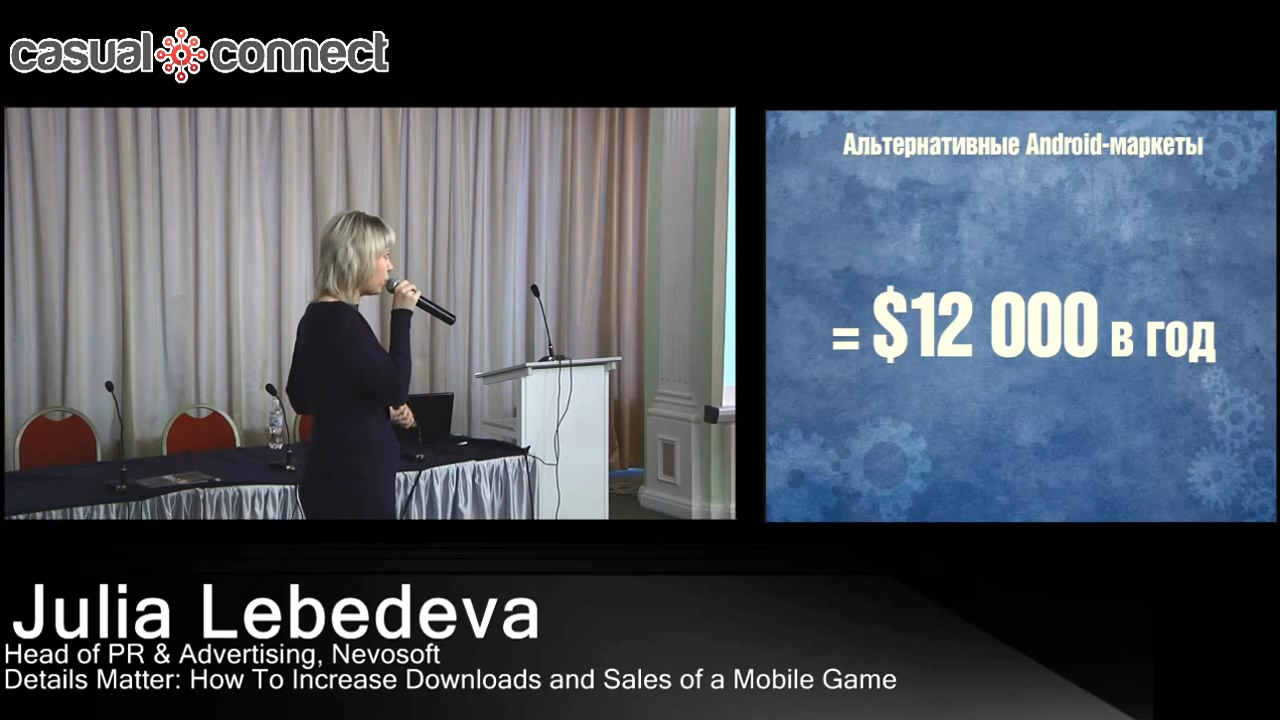 casual connect
Альтернативные Android-маркеты
= $12 000 в год
Julia Lebedeva
Head of PR & Advertising, Nevosoft
Details Matter: How To Increase Downloads and Sales of a Mobile Game